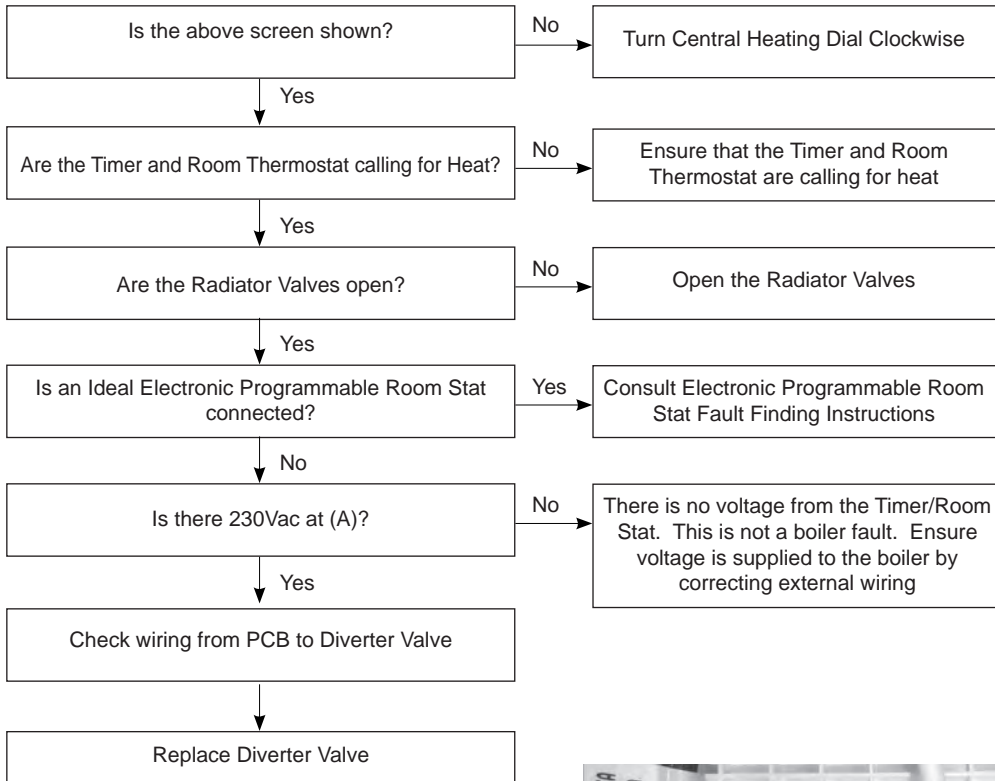 Is the above screen shown?
No
Turn Central Heating Dial Clockwise
Yes
Are the Timer and Room Thermostat calling for Heat?
No
Ensure that the Timer and Room
Thermostat are calling for heat
Yes
Are the Radiator Valves open?
No
Open the Radiator Valves
Yes
Is an Ideal Electronic Programmable Room Stat
connected?
Yes
Consult Electronic Programmable Room
Stat Fault Finding Instructions
No
Is there 230Vac at (A)?
No
There is no voltage from the Timer/Room
Stat. This is not a boiler fault. Ensure
voltage is supplied to the boiler by
correcting external wiring
Yes
Check wiring from PCB to Diverter Valve
Replace Diverter Valve